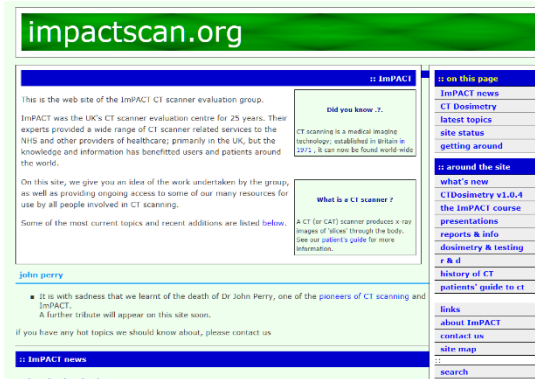 impactscan.org
:: ImPACT
This is the web site of the ImPACT CT scanner evaluation group.
ImPACT was the UK's CT scanner evaluation centre for 25 years. Their
experts provided a wide range of CT scanner related services to the
NHS and other providers of healthcare; primarily in the UK, but the
knowledge and information has benefitted users and patients around
the world.
On this site, we give you an idea of the work undertaken by the group,
as well as providing ongoing access to some of our many resources for
use by all people involved in CT scanning.
Some of the most current topics and recent additions are listed below.
Did you know .?.
CT scanning is a medical imaging
technology; established in Britain in
1971 , it can now be found world-wide
What is a CT scanner ?
A CT (or CAT) scanner produces x-ray
images of 'slices' through the body.
See our patient's guide for more
information.
john perry
It is with sadness that we learnt of the death of Dr John Perry, one of the pioneers of CT scanning and
ImPACT.
A further tribute will appear on this site soon.
if you have any hot topics we should know about, please contact us
:: ImPACT news
:: on this page
ImPACT news
CT Dosimetry
latest topics
site status
getting around
:: around the site
what's new
CTDosimetry v1.0.4
the ImPACT course
presentations
reports & info
dosimetry & testing
r & d
history of CT
patients' guide to ct
links
about ImPACT
contact us
site map
::
search